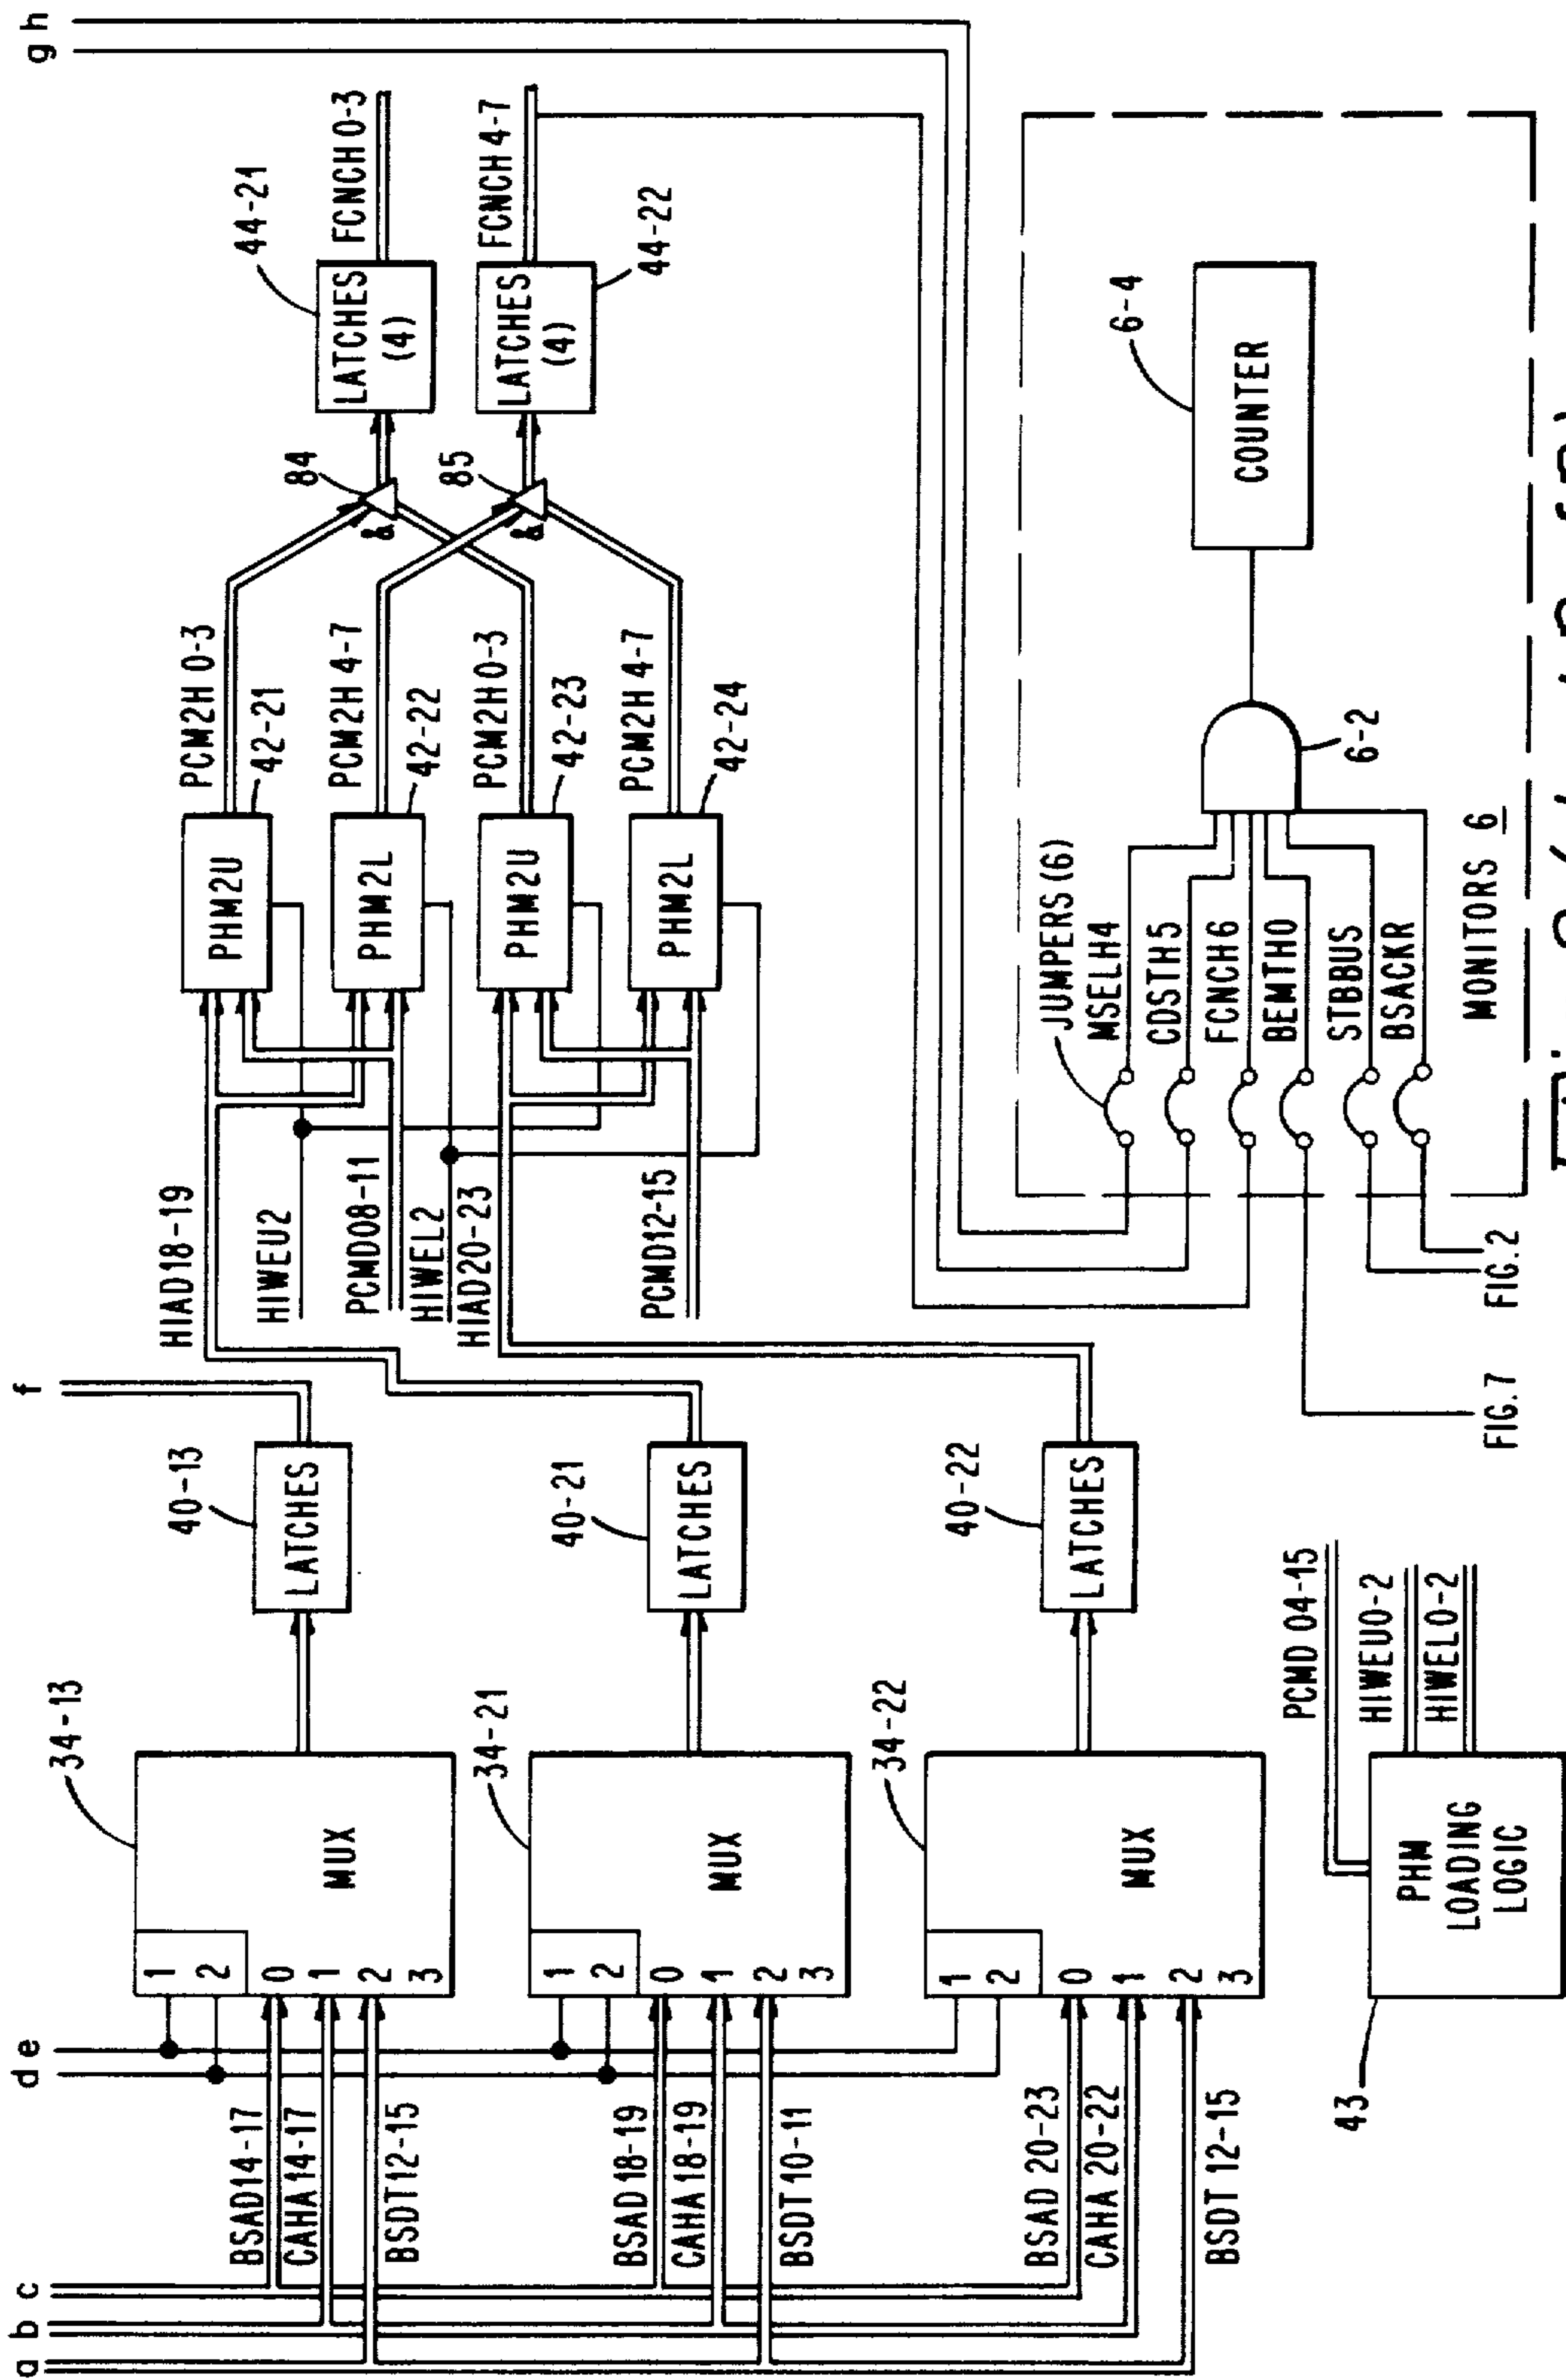 a b c
d e
f
g h
BSAD14-17
CAHA14-17
BSDT12-15
1
2
0
1
2
3
MUX
34-13
LATCHES
40-13
BSAD18-19
CAHA18-19
BSDT10-11
1
2
0
1
2
3
MUX
34-21
LATCHES
40-21
BSAD 20-23
CAHA 20-22
BSDT 12-15
1
2
0
1
2
3
MUX
34-22
LATCHES
40-22
43
PHM
LOADING
LOGIC
PCMD 04-15
HIWEU0-2
HIWEL0-2
HIAD18-19
HIWEU2
PCMD08-11
HIWEL2
HIAD20-23
PCMD12-15
PHM2U
PCM2H 0-3
42-21
PHM2L
PCM2H 4-7
42-22
PHM2U
PCM2H 0-3
42-23
PHM2L
PCM2H 4-7
42-24
84
&
85
&
LATCHES
(4)
44-21
FCNCH 0-3
LATCHES
(4)
44-22
FCNCH 4-7
JUMPERS (6)
MSELH4
CDSTH5
FCNCH6
BEMTH0
STBBUS
BSACKR
6-2
COUNTER
6-4
MONITORS 6
FIG. 7
FIG. 2